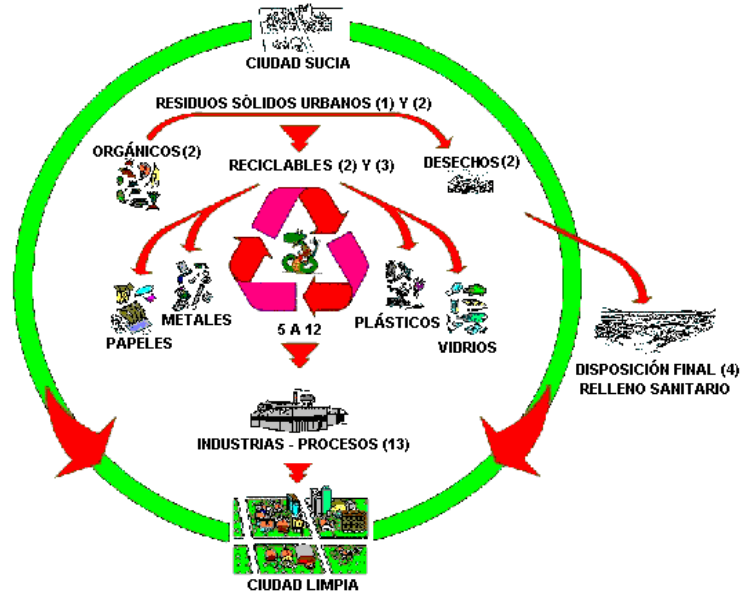 CIUDAD SUCIA
RESIDUOS SÓLIDOS URBANOS (1) Y (2)
ORGÁNICOS(2)
RECICLABLES (2) Y (3)
DESECHOS(2)
PAPELES
METALES
5 A 12
PLÁSTICOS
VIDRIOS
DISPOSICIÓN FINAL (4)
RELLENO SANITARIO
INDUSTRIAS - PROCESOS (13)
CIUDAD LIMPIA